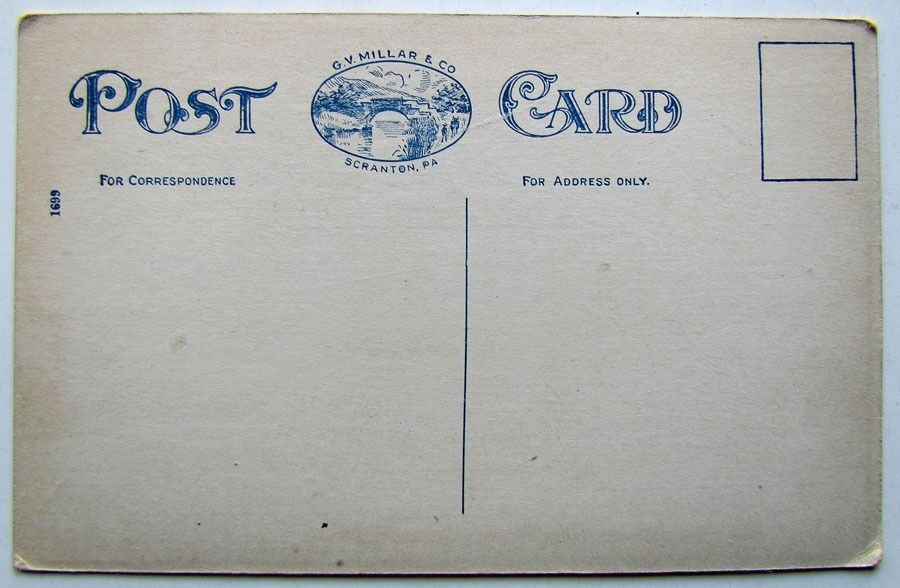 G.V. MILLAR & CO
POST CARD
SCRANTON, PA
FOR CORRESPONDENCE
FOR ADDRESS ONLY.
1699